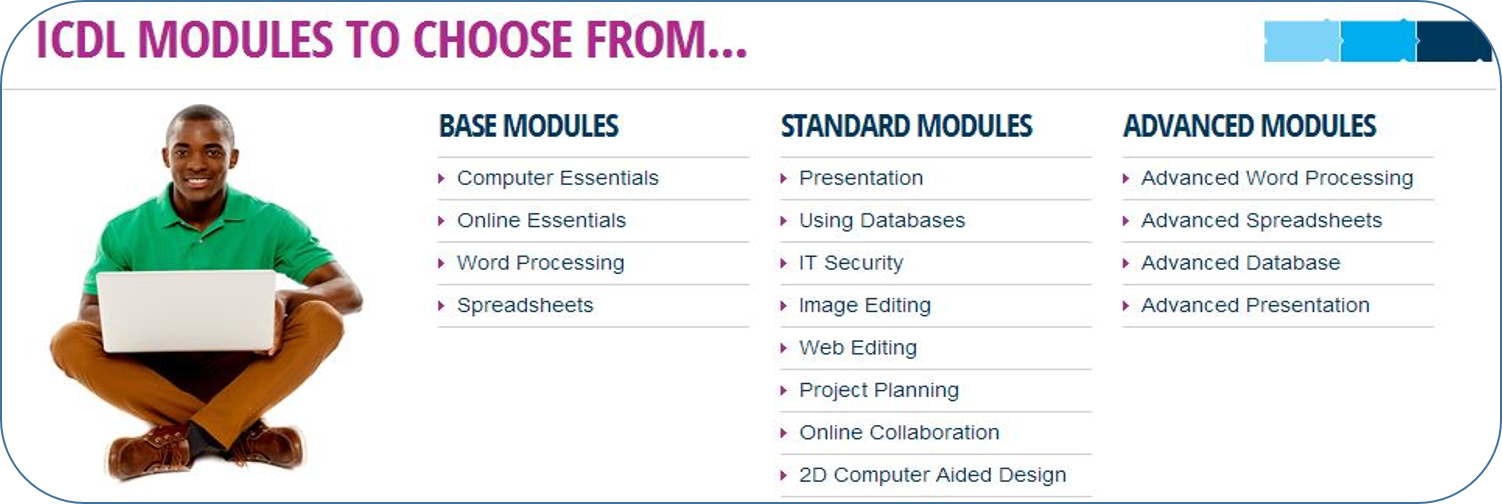 ICDL MODULES TO CHOOSE FROM...
BASE MODULES
Computer Essentials
Online Essentials
Word Processing
Spreadsheets
STANDARD MODULES
Presentation
Using Databases
IT Security
Image Editing
Web Editing
Project Planning
Online Collaboration
2D Computer Aided Design
ADVANCED MODULES
Advanced Word Processing
Advanced Spreadsheets
Advanced Database
Advanced Presentation